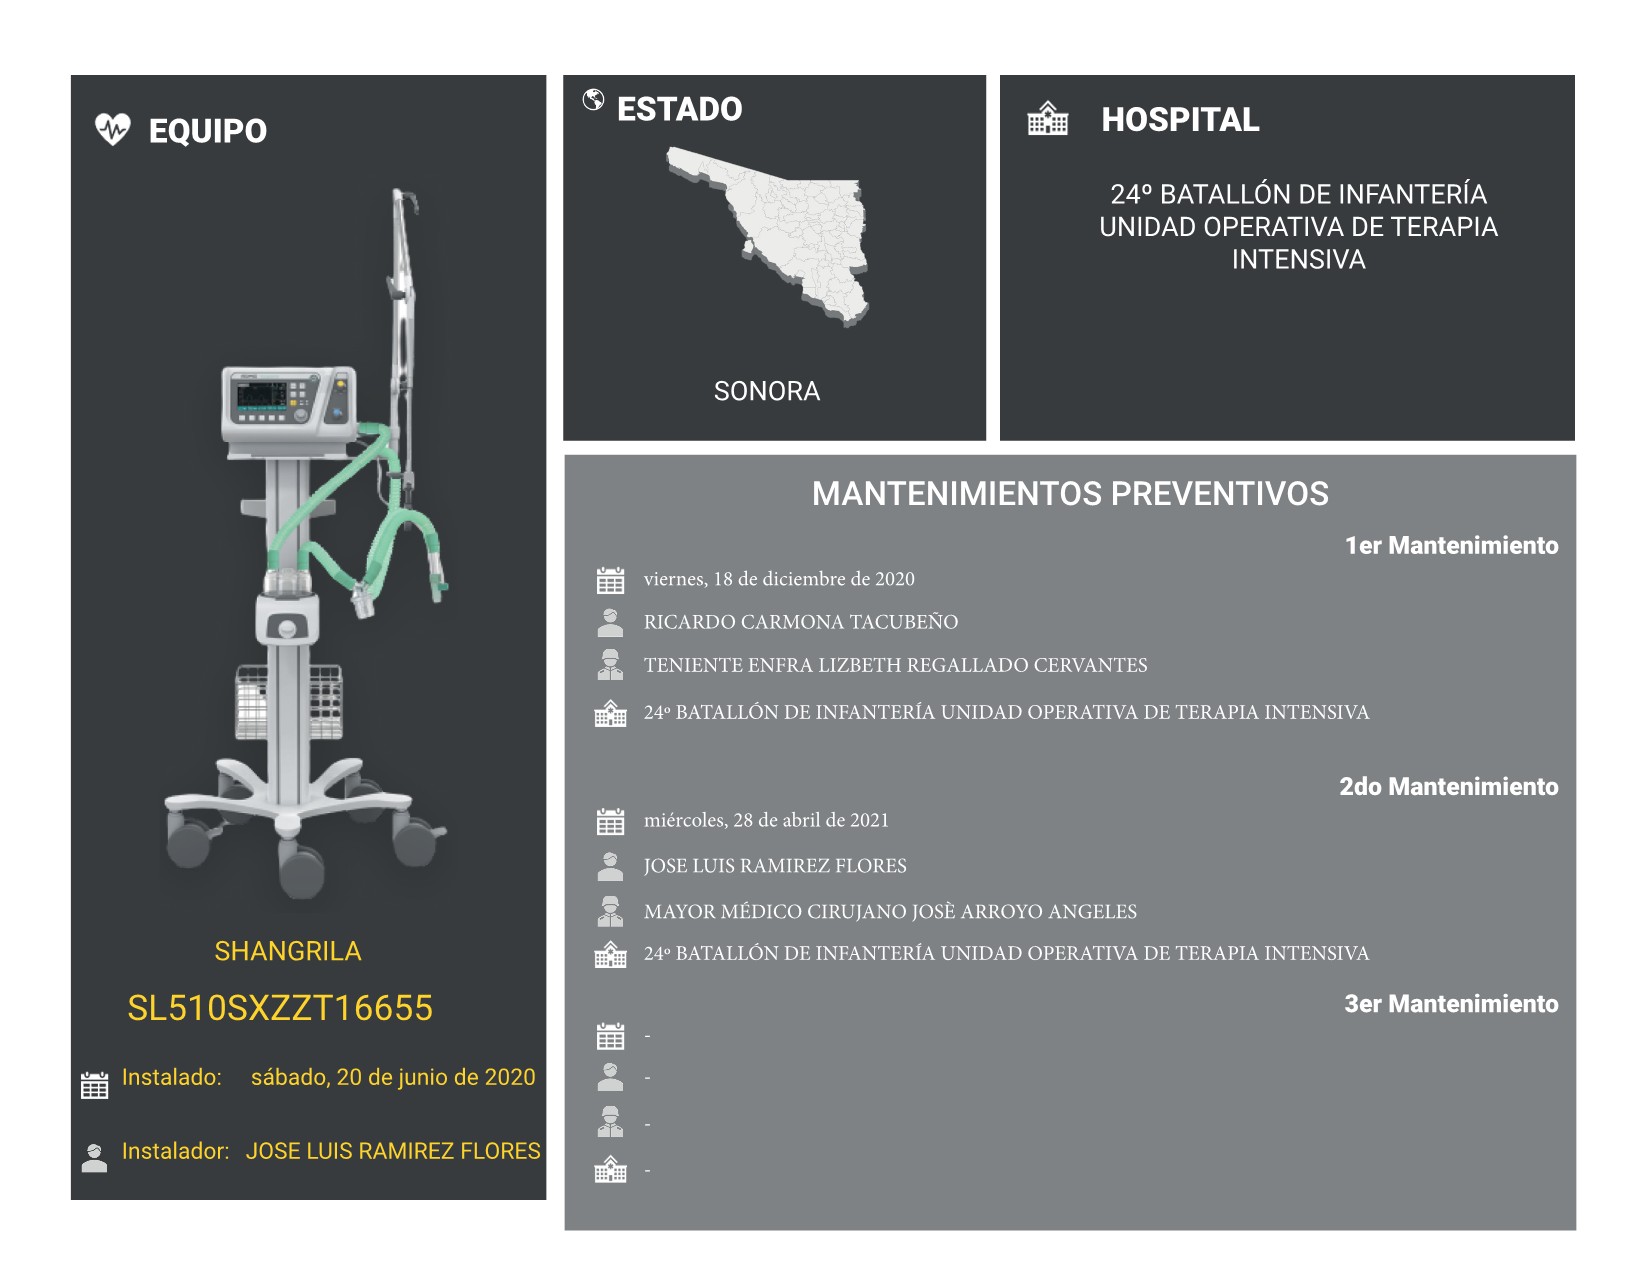 EQUIPO
SHANGRILA
SL510SXZZT16655
Instalado: sábado, 20 de junio de 2020
Instalador: JOSE LUIS RAMIREZ FLORES
ESTADO
SONORA
HOSPITAL
24º BATALLÓN DE INFANTERÍA
UNIDAD OPERATIVA DE TERAPIA
INTENSIVA
MANTENIMIENTOS PREVENTIVOS
1er Mantenimiento
viernes, 18 de diciembre de 2020
RICARDO CARMONA TACUBEÑO
TENIENTE ENFRA LIZBETH REGALLADO CERVANTES
24º BATALLÓN DE INFANTERÍA UNIDAD OPERATIVA DE TERAPIA INTENSIVA
2do Mantenimiento
miércoles, 28 de abril de 2021
JOSE LUIS RAMIREZ FLORES
MAYOR MÉDICO CIRUJANO JOSÈ ARROYO ANGELES
24º BATALLÓN DE INFANTERÍA UNIDAD OPERATIVA DE TERAPIA INTENSIVA
3er Mantenimiento
-
-
-
-